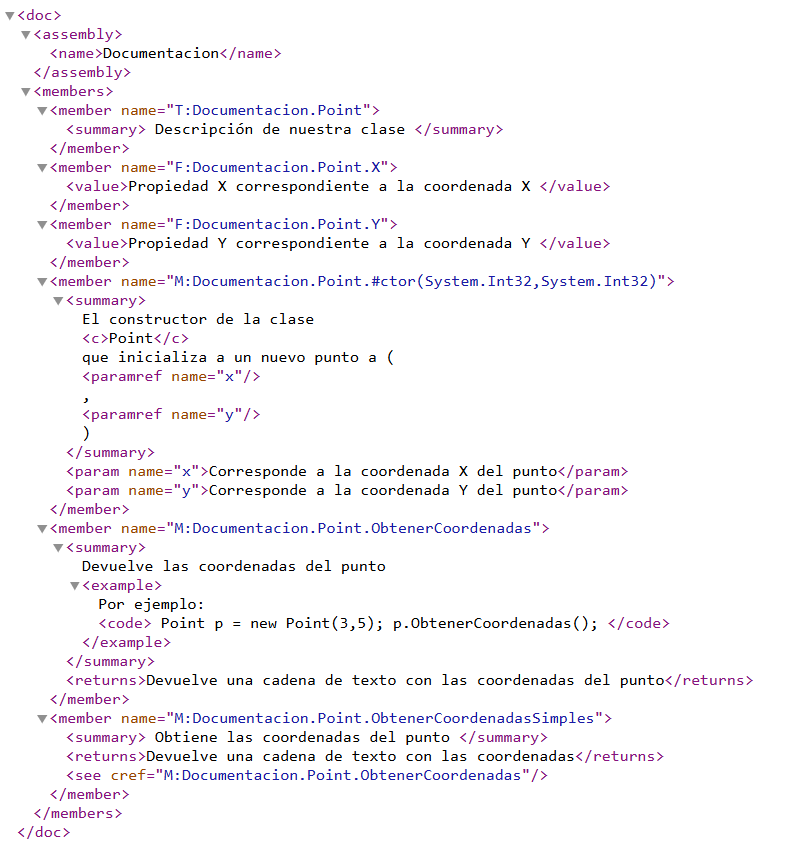 <doc>
<assembly>
<name>Documentacion</name>
</assembly>
<members>
<member name="T:Documentacion.Point">
<summary> Descripción de nuestra clase </summary>
</member>
<member name="F:Documentacion.Point.X">
<value>Propiedad X correspondiente a la coordenada X </value>
</member>
<member name="F:Documentacion.Point.Y">
<value>Propiedad Y correspondiente a la coordenada Y </value>
</member>
<member name="M:Documentacion.Point.#ctor(System.Int32,System.Int32)">
<summary>
El constructor de la clase
<c>Point</c>
que inicializa a un nuevo punto a (
<paramref name="x"/>
,
<paramref name="y"/>
)
</summary>
<param name="x">Corresponde a la coordenada X del punto</param>
<param name="y">Corresponde a la coordenada Y del punto</param>
</member>
<member name="M:Documentacion.Point.ObtenerCoordenadas">
<summary>
Devuelve las coordenadas del punto
<example>
Por ejemplo:
<code> Point p = new Point(3,5); p.ObtenerCoordenadas(); </code>
</example>
</summary>
<returns>Devuelve una cadena de texto con las coordenadas del punto</returns>
</member>
<member name="M:Documentacion.Point.ObtenerCoordenadasSimples">
<summary> Obtiene las coordenadas del punto </summary>
<returns>Devuelve una cadena de texto con las coordenadas</returns>
<see cref="M:Documentacion.Point.ObtenerCoordenadas"/>
</member>
</members>
</doc>